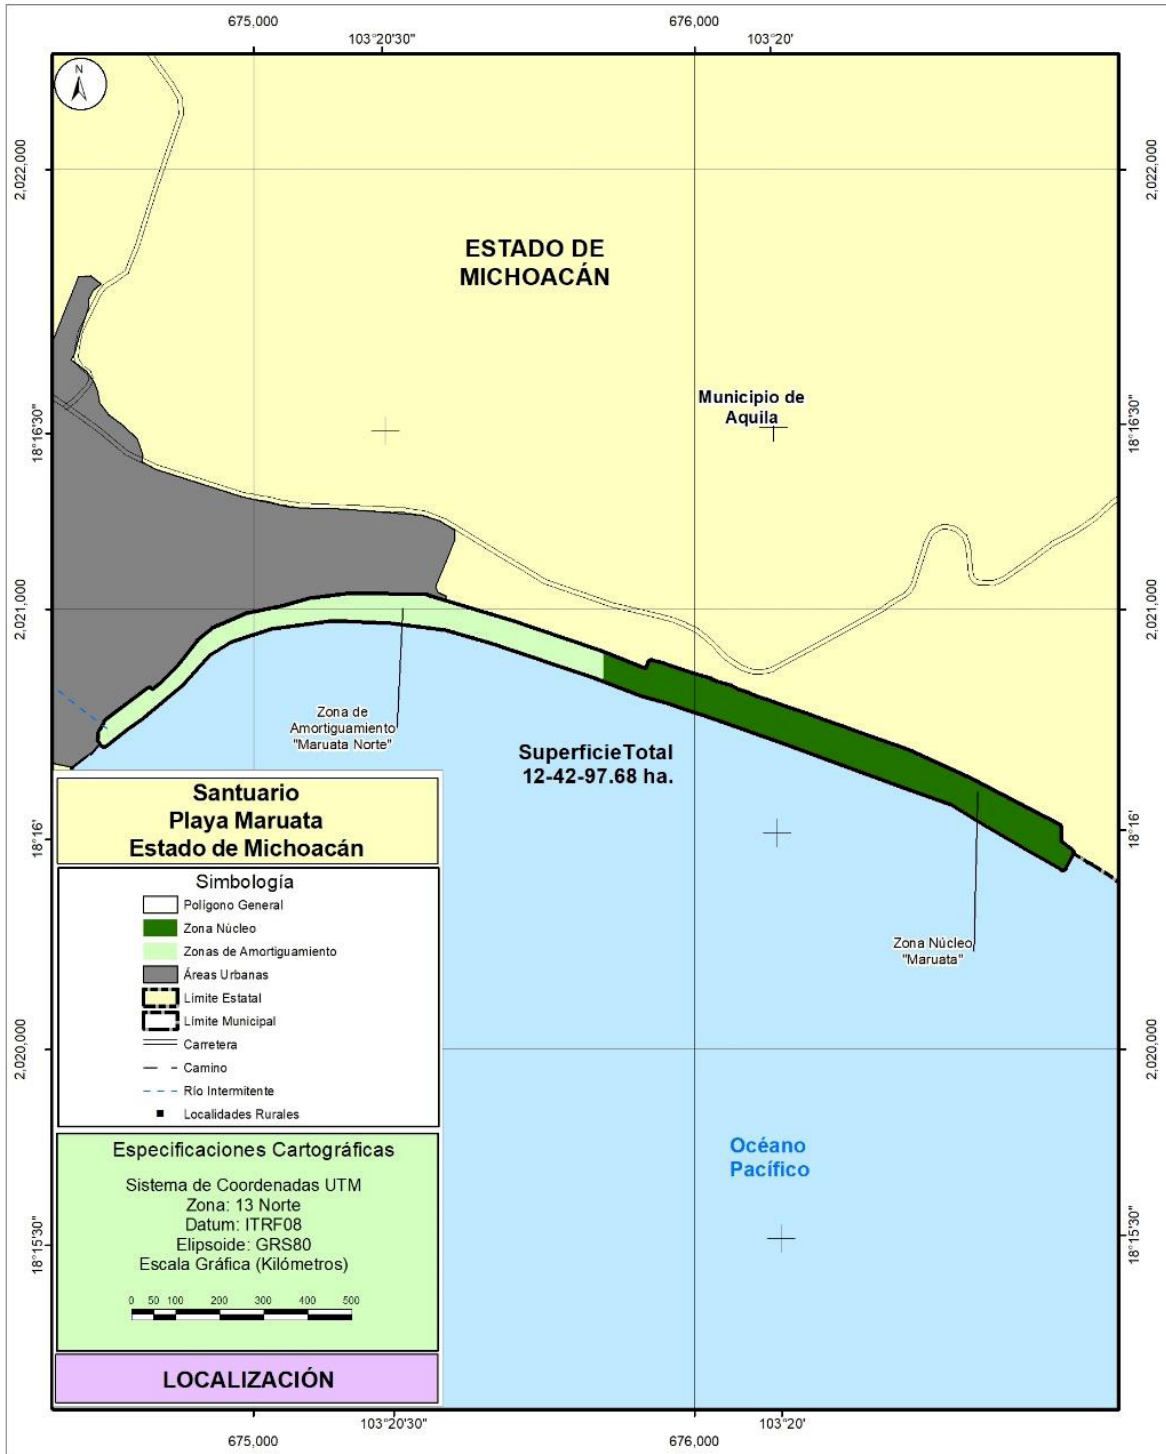 675,000
676,000
103°20'30"
103°20'
N
2,022,000
2,022,000
ESTADO DE
MICHOACÁN
Municipio de
Aquila
18°16'30"
18°16'30"
2,021,000
2,021,000
Zona de
Amortiguamiento
"Maruata Norte"
SuperficieTotal
12-42-97.68 ha.
18°16'
18°16'
Zona Núcleo
"Maruata"
2,020,000
2,020,000
Océano
Pacífico
18°15'30"
18°15'30"
Santuario
Playa Maruata
Estado de Michoacán
Simbología
Polígono General
Zona Núcleo
Zonas de Amortiguamiento
Áreas Urbanas
Límite Estatal
Límite Municipal
Carretera
Camino
Río Intermitente
Localidades Rurales
Especificaciones Cartográficas
Sistema de Coordenadas UTM
Zona: 13 Norte
Datum: ITRF08
Elipsoide: GRS80
Escala Gráfica (Kilómetros)
0 50 100 200 300 400 500
LOCALIZACIÓN
103°20'30"
103°20'
675,000
676,000